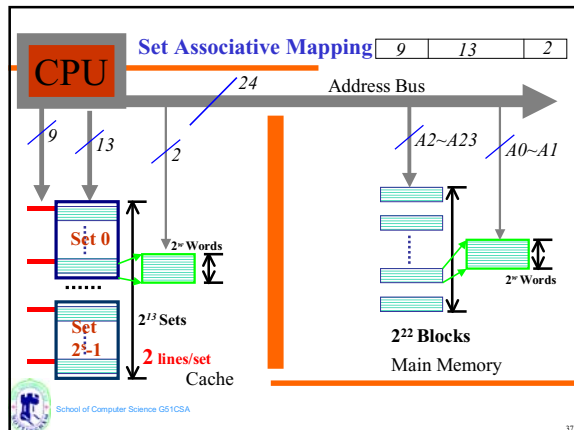 Set Associative Mapping
9 13 2
CPU
24
Address Bus
9
13
2
A2~A23
A0~A1
Set 0
2ʷ Words
2ʷ Words
2¹³ Sets
Set
2ˢ-1
2 lines/set
Cache
2²² Blocks
Main Memory
School of Computer Science G51CSA
37